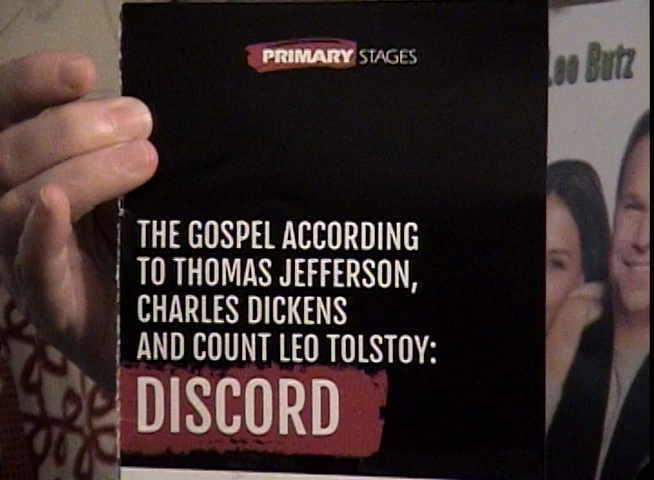 PRIMARY STAGES
Leo Butz
THE GOSPEL ACCORDING
TO THOMAS JEFFERSON,
CHARLES DICKENS
AND COUNT LEO TOLSTOY:
DISCORD